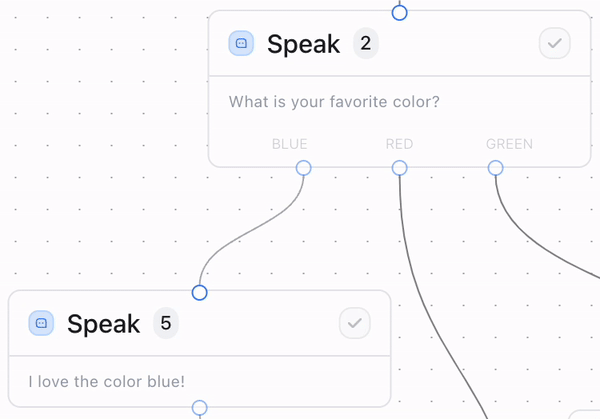 Speak 2
What is your favorite color?
BLUE RED GREEN
Speak 5
I love the color blue!